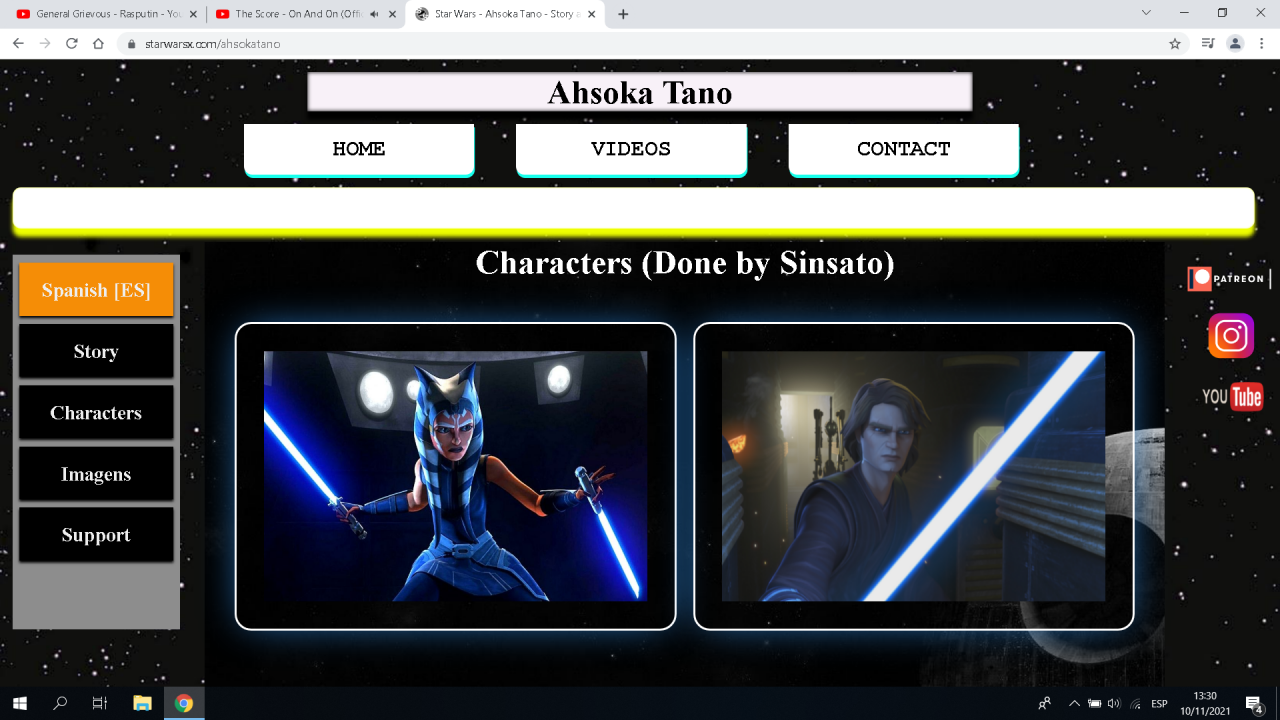 General Grievous - Rasputin - You
The Score - On And On (Offi
Star Wars - Ahsoka Tano - Story a
starwarsx.com/ahsokatano
Ahsoka Tano
HOME
VIDEOS
CONTACT
Characters (Done by Sinsato)
Spanish [ES]
Story
Characters
Imagens
Support
PATREON
YOU Tube
ESP
13:30
10/11/2021
4